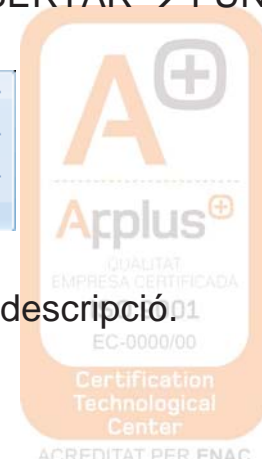 A+
Applus+
QUALITAT
EMPRESA CERTIFICADA
descripció.
EC-0000/00
Certification
Technological
Center
ACREDITAT PER ENAC